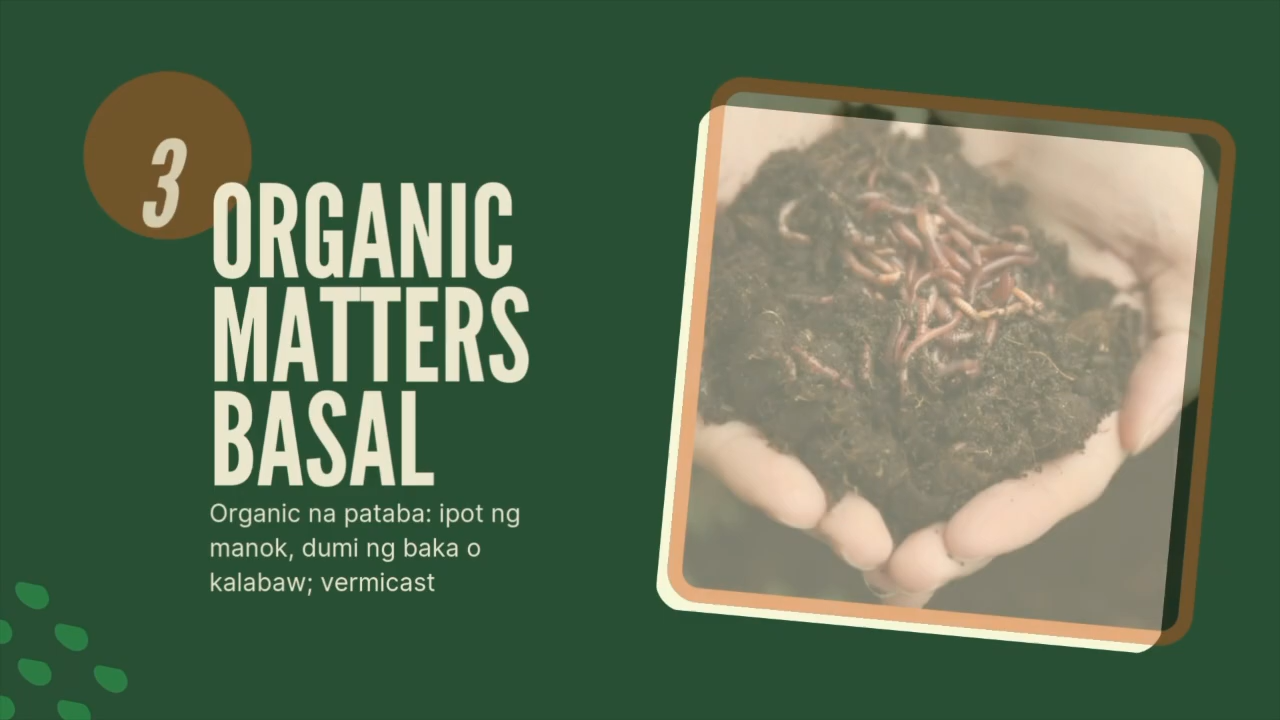 3
ORGANIC
MATTERS
BASAL
Organic na pataba: ipot ng
manok, dumi ng baka o
kalabaw; vermicast